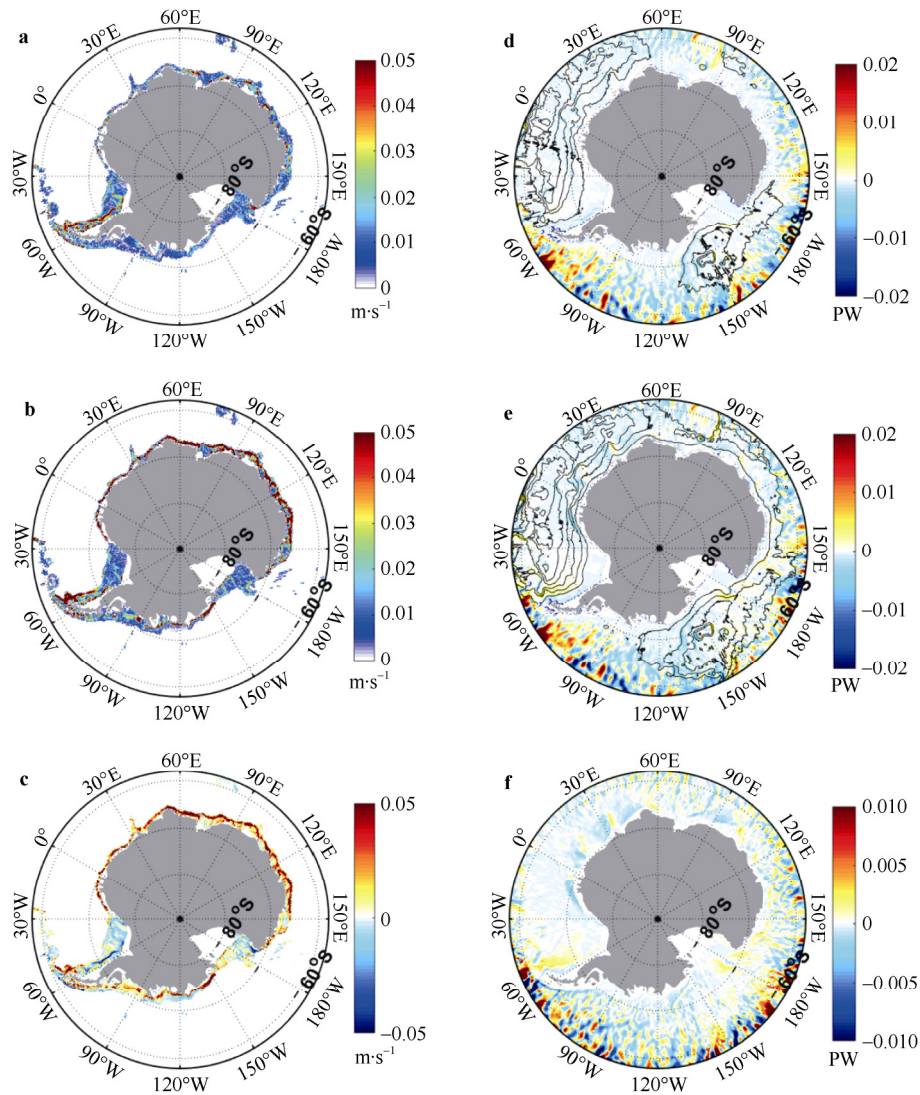 a
60°E
30°E
90°E
0°
120°E
30°W
150°E
60°W
180°W
90°W
150°W
120°W
– 80°S
– 60°S
0.05
0.04
0.03
0.02
0.01
0
m·s⁻¹
d
60°E
30°E
90°E
0°
120°E
30°W
150°E
60°W
180°W
90°W
150°W
120°W
– 80°S
– 60°S
0.02
0.01
0
–0.01
–0.02
PW
b
60°E
30°E
90°E
0°
120°E
30°W
150°E
60°W
180°W
90°W
150°W
120°W
– 80°S
– 60°S
0.05
0.04
0.03
0.02
0.01
0
m·s⁻¹
e
60°E
30°E
90°E
0°
120°E
30°W
150°E
60°W
180°W
90°W
150°W
120°W
– 80°S
– 60°S
0.02
0.01
0
–0.01
–0.02
PW
c
60°E
30°E
90°E
0°
120°E
30°W
150°E
60°W
180°W
90°W
150°W
120°W
– 80°S
– 60°S
0.05
0
–0.05
m·s⁻¹
f
60°E
30°E
90°E
0°
120°E
30°W
150°E
60°W
180°W
90°W
150°W
120°W
– 80°S
– 60°S
0.010
0.005
0
–0.005
–0.010
PW